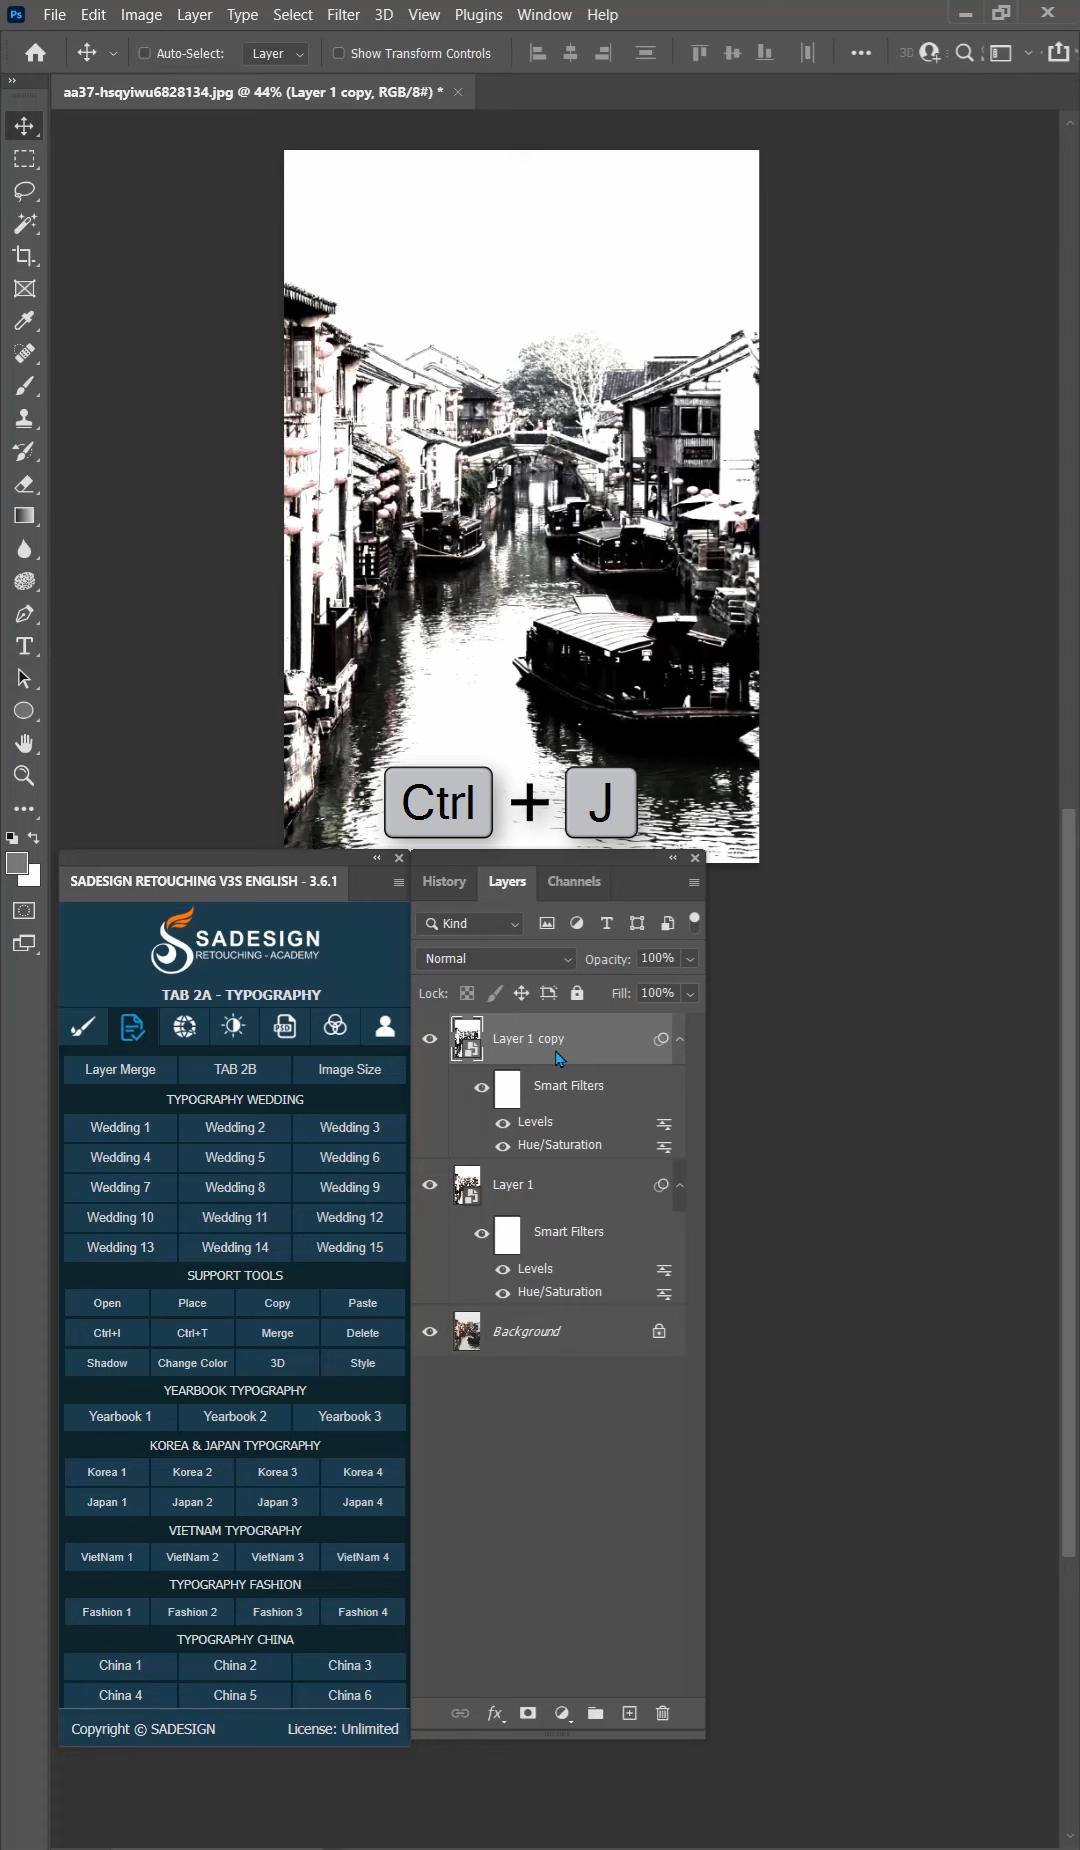 Ps File Edit Image Layer Type Select Filter 3D View Plugins Window Help
Auto-Select: Layer Show Transform Controls 3D
aa37-hsqyiwu6828134.jpg @ 44% (Layer 1 copy, RGB/8#) *
Ctrl + J
SADESIGN RETOUCHING V3S ENGLISH - 3.6.1
SADESIGN
RETOUCHING - ACADEMY
TAB 2A - TYPOGRAPHY
PSD
Layer Merge TAB 2B Image Size
TYPOGRAPHY WEDDING
Wedding 1 Wedding 2 Wedding 3
Wedding 4 Wedding 5 Wedding 6
Wedding 7 Wedding 8 Wedding 9
Wedding 10 Wedding 11 Wedding 12
Wedding 13 Wedding 14 Wedding 15
SUPPORT TOOLS
Open Place Copy Paste
Ctrl+I Ctrl+T Merge Delete
Shadow Change Color 3D Style
YEARBOOK TYPOGRAPHY
Yearbook 1 Yearbook 2 Yearbook 3
KOREA & JAPAN TYPOGRAPHY
Korea 1 Korea 2 Korea 3 Korea 4
Japan 1 Japan 2 Japan 3 Japan 4
VIETNAM TYPOGRAPHY
VietNam 1 VietNam 2 VietNam 3 VietNam 4
TYPOGRAPHY FASHION
Fashion 1 Fashion 2 Fashion 3 Fashion 4
TYPOGRAPHY CHINA
China 1 China 2 China 3
China 4 China 5 China 6
Copyright © SADESIGN License: Unlimited
History Layers Channels
Kind
Normal Opacity: 100%
Lock: Fill: 100%
Layer 1 copy
Smart Filters
Levels
Hue/Saturation
Layer 1
Smart Filters
Levels
Hue/Saturation
Background
fx